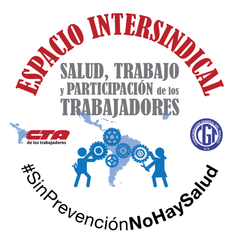 ESPACIO INTERSINDICAL
SALUD, TRABAJO
y PARTICIPACIÓN de los
TRABAJADORES
CTA
de los trabajadores
CGT
#SinPrevenciónNoHaySalud